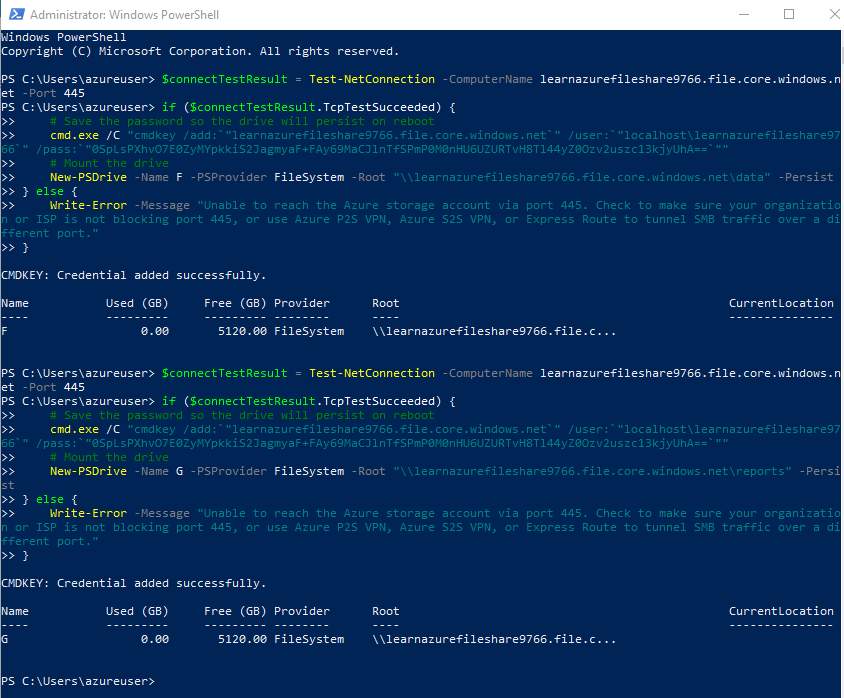 Administrator: Windows PowerShell
Windows PowerShell
Copyright (C) Microsoft Corporation. All rights reserved.
PS C:\Users\azureuser> $connectTestResult = Test-NetConnection -ComputerName learnazurefileshare9766.file.core.windows.n
et -Port 445
PS C:\Users\azureuser> if ($connectTestResult.TcpTestSucceeded) {
>>     # Save the password so the drive will persist on reboot
>>     cmd.exe /C "cmdkey /add:`"learnazurefileshare9766.file.core.windows.net`" /user:`"localhost\learnazurefileshare97
66`" /pass:`"0SpLsPXhvO7E0ZyMYpkkiS2JagmyaF+FAy69MaCJlnTfSPmP0M0nHU6UZURTvH8Tl44yZ0Ozv2uszc13kjyUhA==`""
>>     # Mount the drive
>>     New-PSDrive -Name F -PSProvider FileSystem -Root "\\learnazurefileshare9766.file.core.windows.net\data" -Persist
>> } else {
>>     Write-Error -Message "Unable to reach the Azure storage account via port 445. Check to make sure your organizatio
n or ISP is not blocking port 445, or use Azure P2S VPN, Azure S2S VPN, or Express Route to tunnel SMB traffic over a di
fferent port."
>> }
CMDKEY: Credential added successfully.
Name           Used (GB)     Free (GB) Provider      Root                                               CurrentLocation
----           ---------     --------- --------      ----                                               ---------------
F                   0.00       5120.00 FileSystem    \\learnazurefileshare9766.file.c...
PS C:\Users\azureuser> $connectTestResult = Test-NetConnection -ComputerName learnazurefileshare9766.file.core.windows.n
et -Port 445
PS C:\Users\azureuser> if ($connectTestResult.TcpTestSucceeded) {
>>     # Save the password so the drive will persist on reboot
>>     cmd.exe /C "cmdkey /add:`"learnazurefileshare9766.file.core.windows.net`" /user:`"localhost\learnazurefileshare97
66`" /pass:`"0SpLsPXhvO7E0ZyMYpkkiS2JagmyaF+FAy69MaCJlnTfSPmP0M0nHU6UZURTvH8Tl44yZ0Ozv2uszc13kjyUhA==`""
>>     # Mount the drive
>>     New-PSDrive -Name G -PSProvider FileSystem -Root "\\learnazurefileshare9766.file.core.windows.net\reports" -Persi
st
>> } else {
>>     Write-Error -Message "Unable to reach the Azure storage account via port 445. Check to make sure your organizatio
n or ISP is not blocking port 445, or use Azure P2S VPN, Azure S2S VPN, or Express Route to tunnel SMB traffic over a di
fferent port."
>> }
CMDKEY: Credential added successfully.
Name           Used (GB)     Free (GB) Provider      Root                                               CurrentLocation
----           ---------     --------- --------      ----                                               ---------------
G                   0.00       5120.00 FileSystem    \\learnazurefileshare9766.file.c...
PS C:\Users\azureuser>